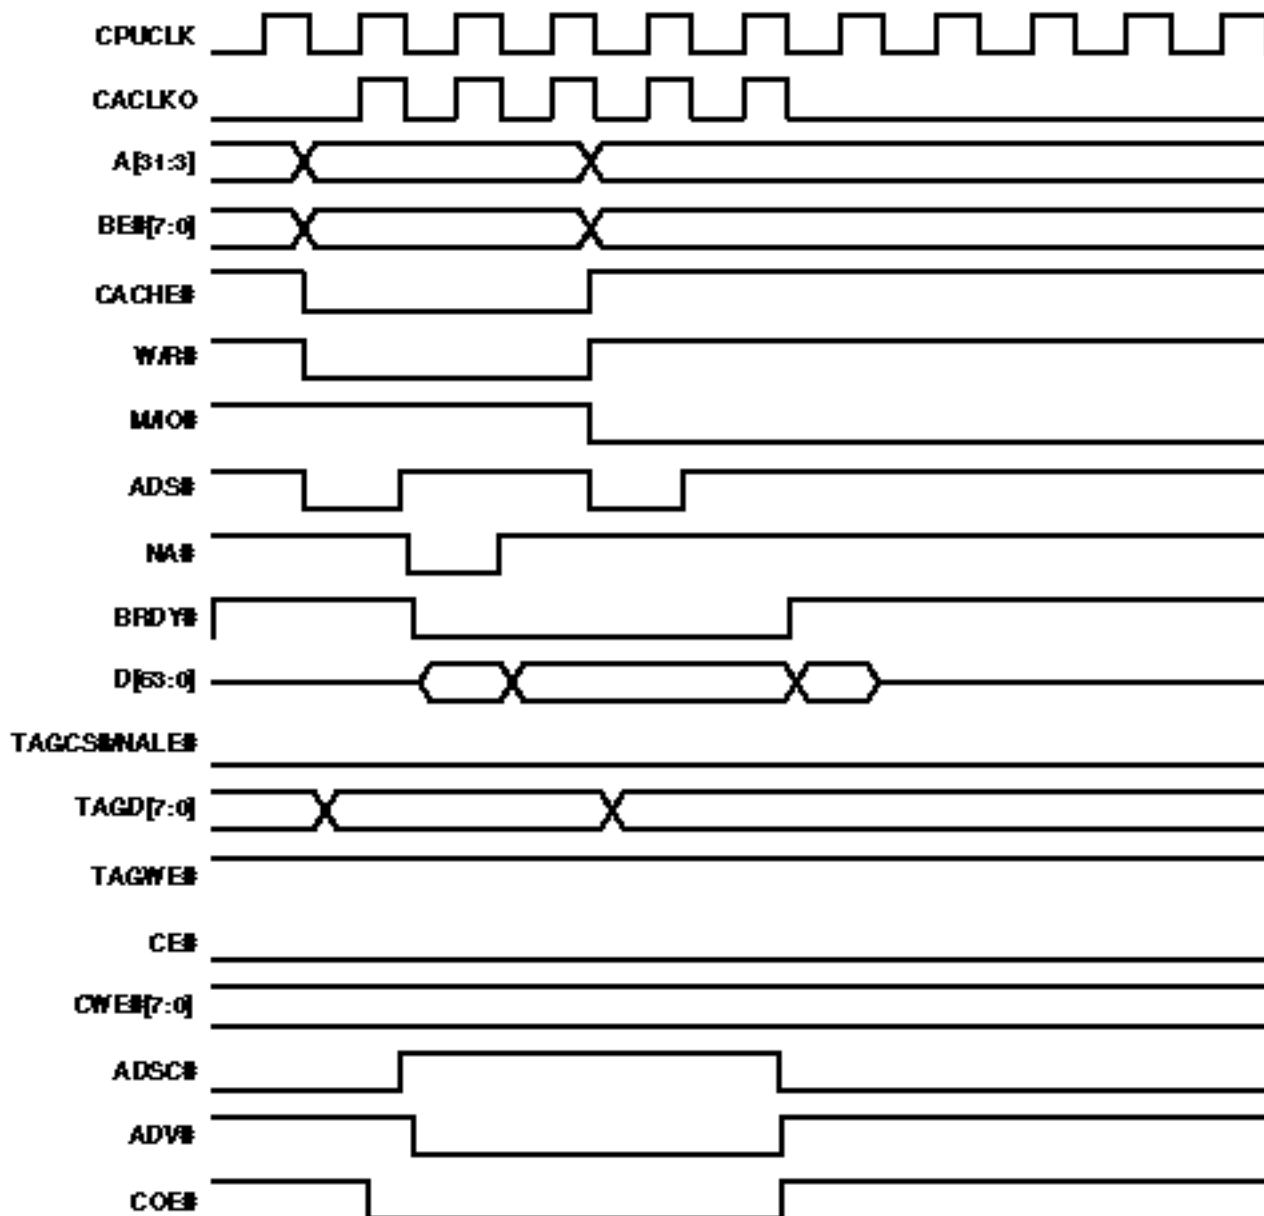 CPUCLK
CACLKO
A[31:3]
BE#[7:0]
CACHE#
W/R#
M/IO#
ADS#
NA#
BRDY#
D[63:0]
TAGCS#/NALE#
TAGD[7:0]
TAGWE#
CE#
CWE#[7:0]
ADSC#
ADV#
COE#